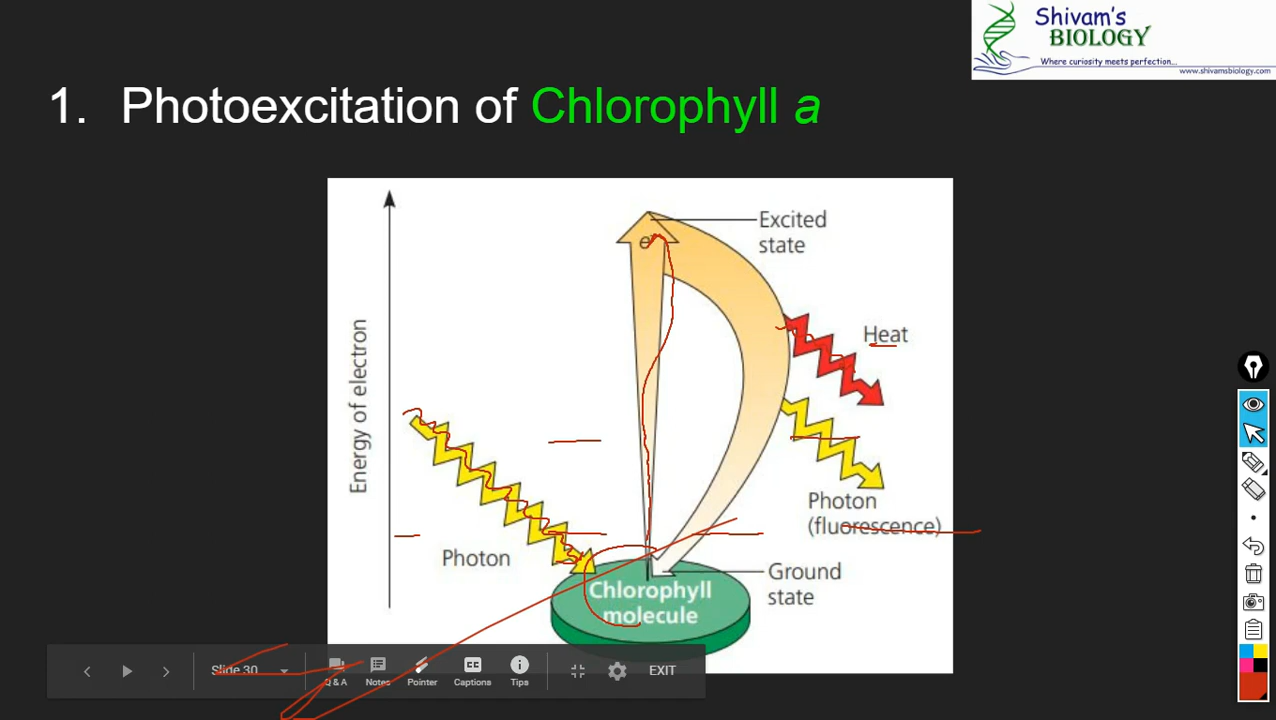 Shivam's
BIOLOGY
Where curiosity meets perfection...
www.shivamsbiology.com
1. Photoexcitation of Chlorophyll a
Excited
state
e-
Heat
Energy of electron
Photon
(fluorescence)
Photon
Ground
state
Chlorophyll
molecule
Slide 30
Q & A
Notes
Pointer
CC
Captions
Tips
EXIT